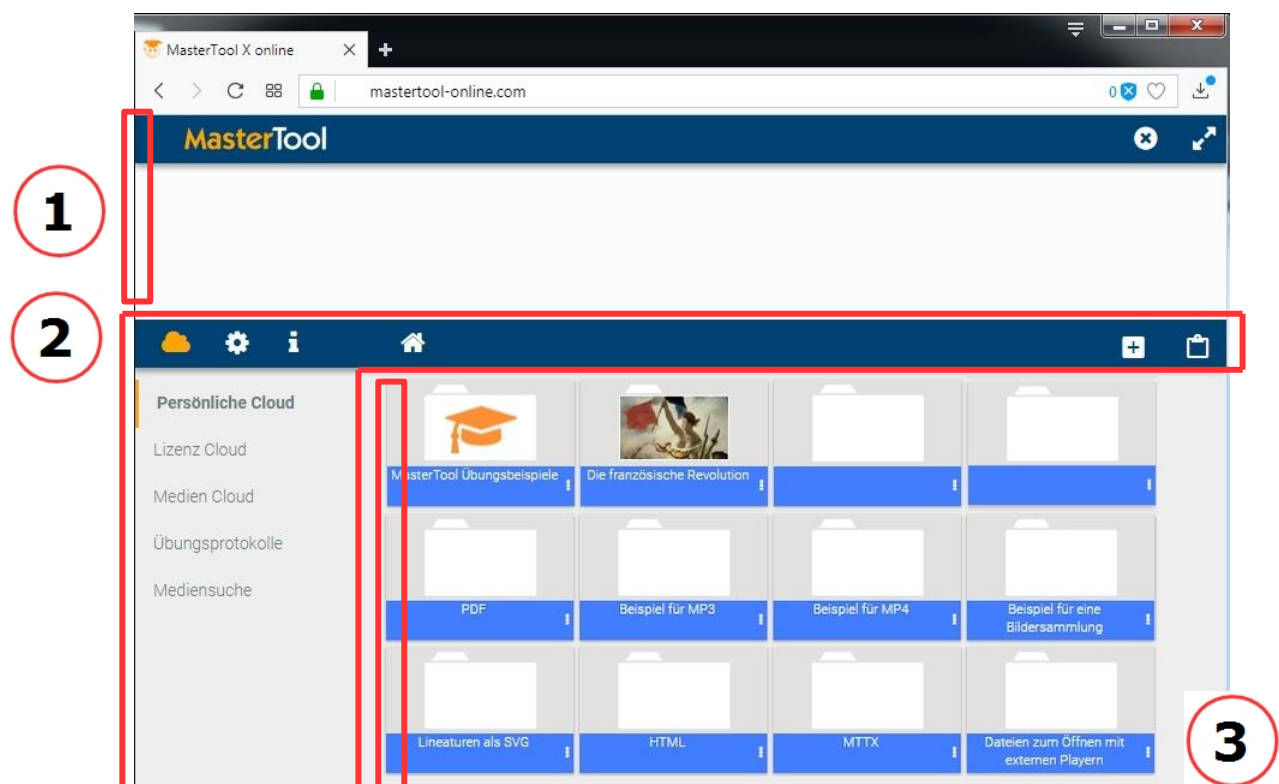 MasterTool X online
mastertool-online.com
0
MasterTool
1
2
Persönliche Cloud
Lizenz Cloud
Medien Cloud
Übungsprotokolle
Mediensuche
MasterTool Übungsbeispiele
Die französische Revolution
PDF
Beispiel für MP3
Beispiel für MP4
Beispiel für eine
Bildersammlung
Lineaturen als SVG
HTML
MTTX
Dateien zum Öffnen mit
externen Playern
3